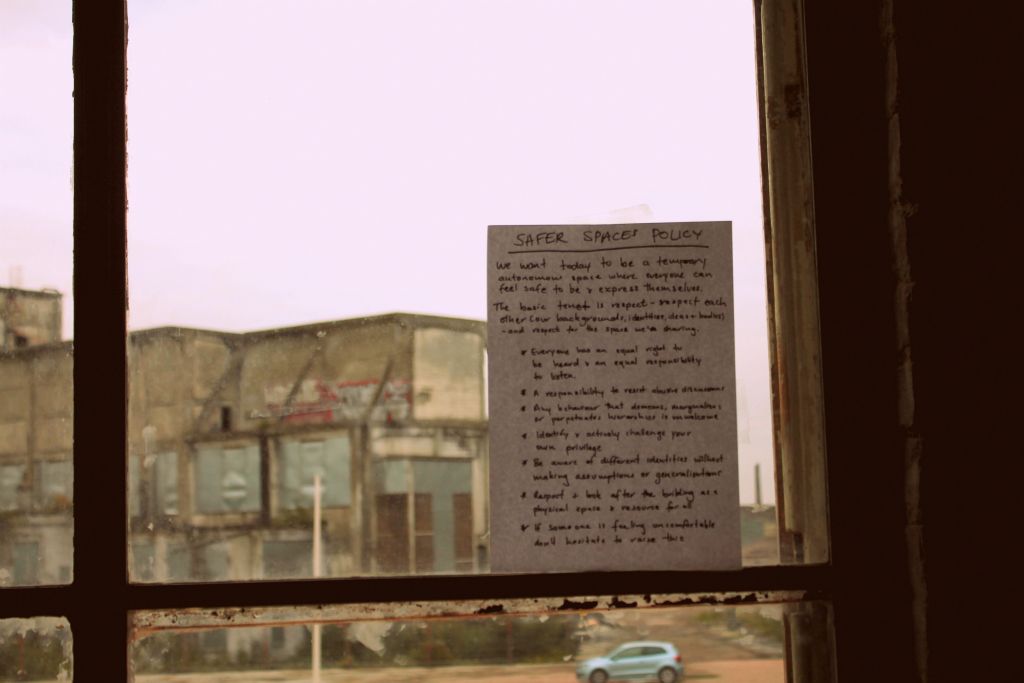 SAFER SPACES POLICY
We want today to be a temporary
autonomous space where everyone can
feel safe to be & express themselves.
The basic tenet is respect - respect each
other (our backgrounds, identities, ideas + bodies)
- and respect for the space we're sharing.
* Everyone has an equal right to
be heard & an equal responsibility
to listen.
* A responsibility to resist abusive discussions
* Any behaviour that demeans, marginalises,
or perpetuates hierarchies is unwelcome
* Identify & actively challenge your
own privilege
* Be aware of different identities without
making assumptions or generalisations
* Respect & look after the building as a
physical space & resource for all
* If someone is feeling uncomfortable
don't hesitate to raise this